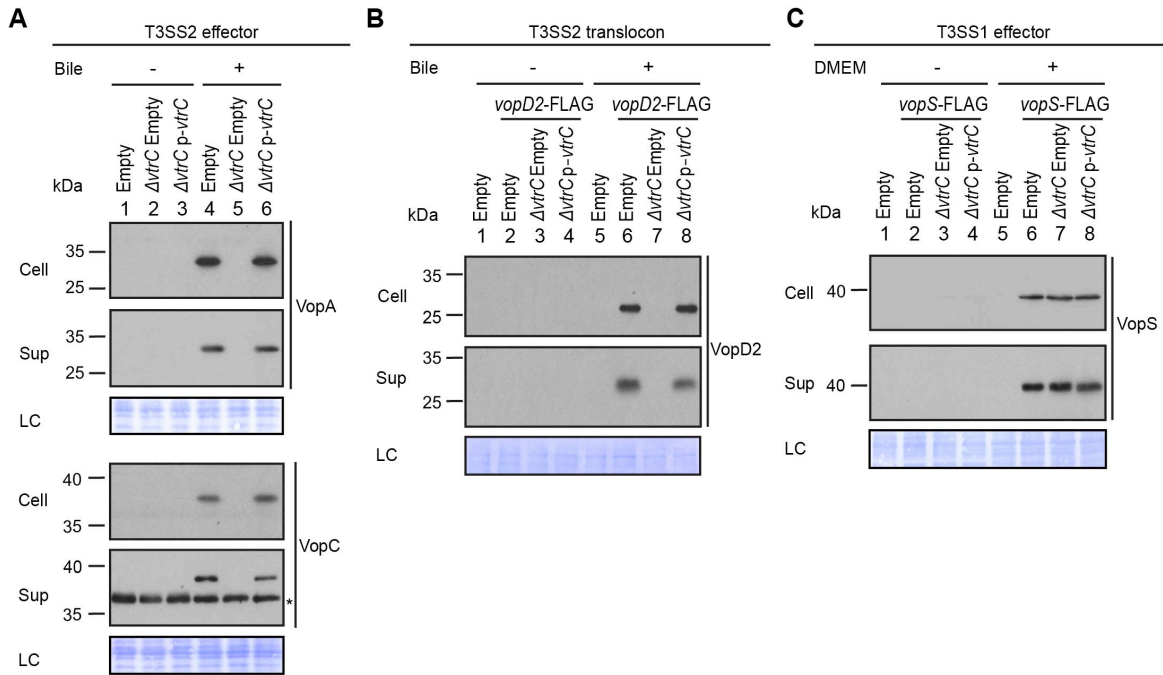 A
T3SS2 effector
Bile - +
Empty
ΔvtrC Empty
ΔvtrC p-vtrC
Empty
ΔvtrC Empty
ΔvtrC p-vtrC
kDa
1 2 3 4 5 6
Cell
35
25
Sup
35
25
VopA
LC
Cell
40
35
Sup
40
35
*
VopC
LC
B
T3SS2 translocon
Bile - +
vopD2-FLAG vopD2-FLAG
Empty
Empty
ΔvtrC Empty
ΔvtrC p-vtrC
Empty
Empty
ΔvtrC Empty
ΔvtrC p-vtrC
kDa
1 2 3 4 5 6 7 8
Cell
35
25
Sup
35
25
VopD2
LC
C
T3SS1 effector
DMEM - +
vopS-FLAG vopS-FLAG
Empty
Empty
ΔvtrC Empty
ΔvtrC p-vtrC
Empty
Empty
ΔvtrC Empty
ΔvtrC p-vtrC
kDa
1 2 3 4 5 6 7 8
Cell 40
Sup 40
VopS
LC